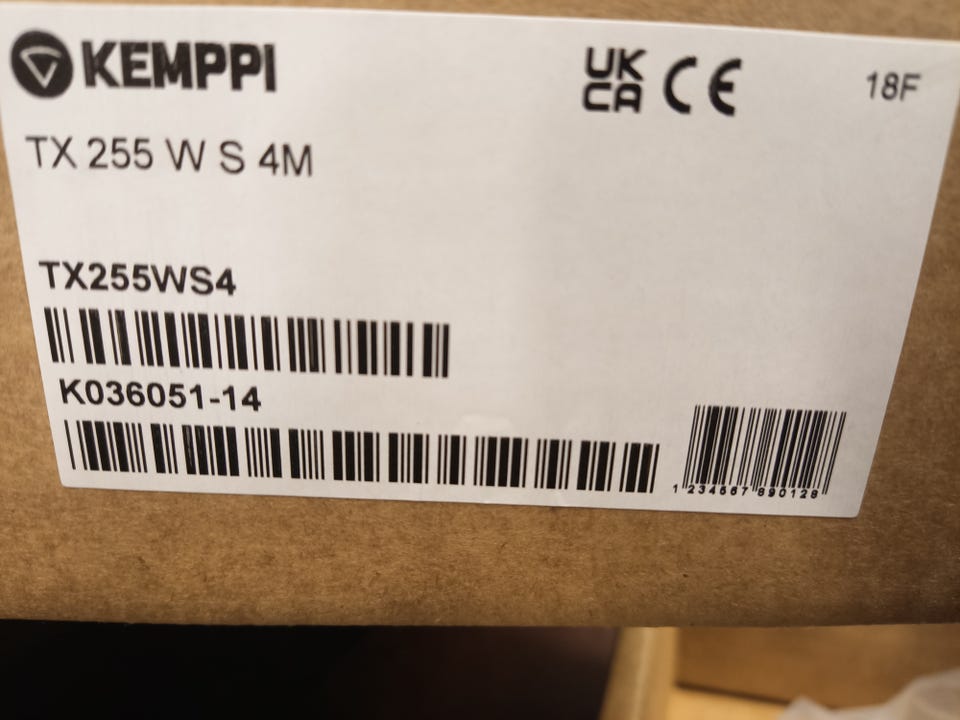 KEMPPI
UK
CA CE
18F
TX 255 W S 4M
TX255WS4
K036051-14
1 234567 890128